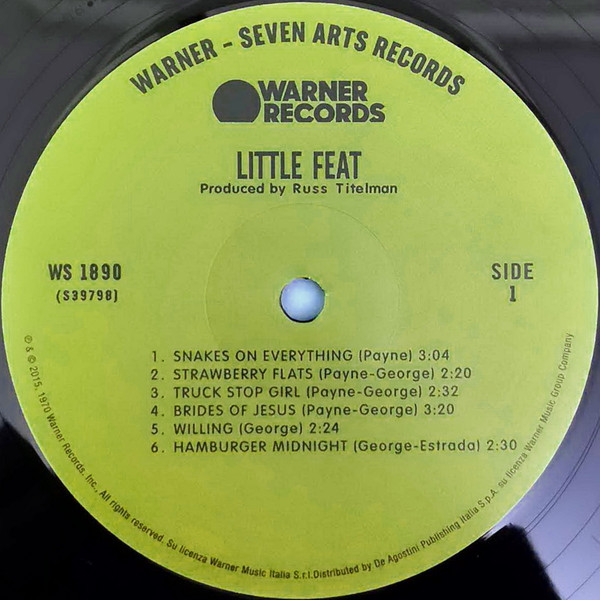 WARNER – SEVEN ARTS RECORDS
WARNER
RECORDS
LITTLE FEAT
Produced by Russ Titelman
WS 1890
(S39798)
SIDE
1
1. SNAKES ON EVERYTHING (Payne) 3:04
2. STRAWBERRY FLATS (Payne-George) 2:20
3. TRUCK STOP GIRL (Payne-George) 2:32
4. BRIDES OF JESUS (Payne-George) 3:20
5. WILLING (George) 2:24
6. HAMBURGER MIDNIGHT (George-Estrada) 2:30
℗ & © 2015, 1970 Warner Records, Inc., All rights reserved. Su licenza Warner Music Italia S.r.l. Distributed by De Agostini Publishing Italia S.p.A. su licenza Warner Music Group Company